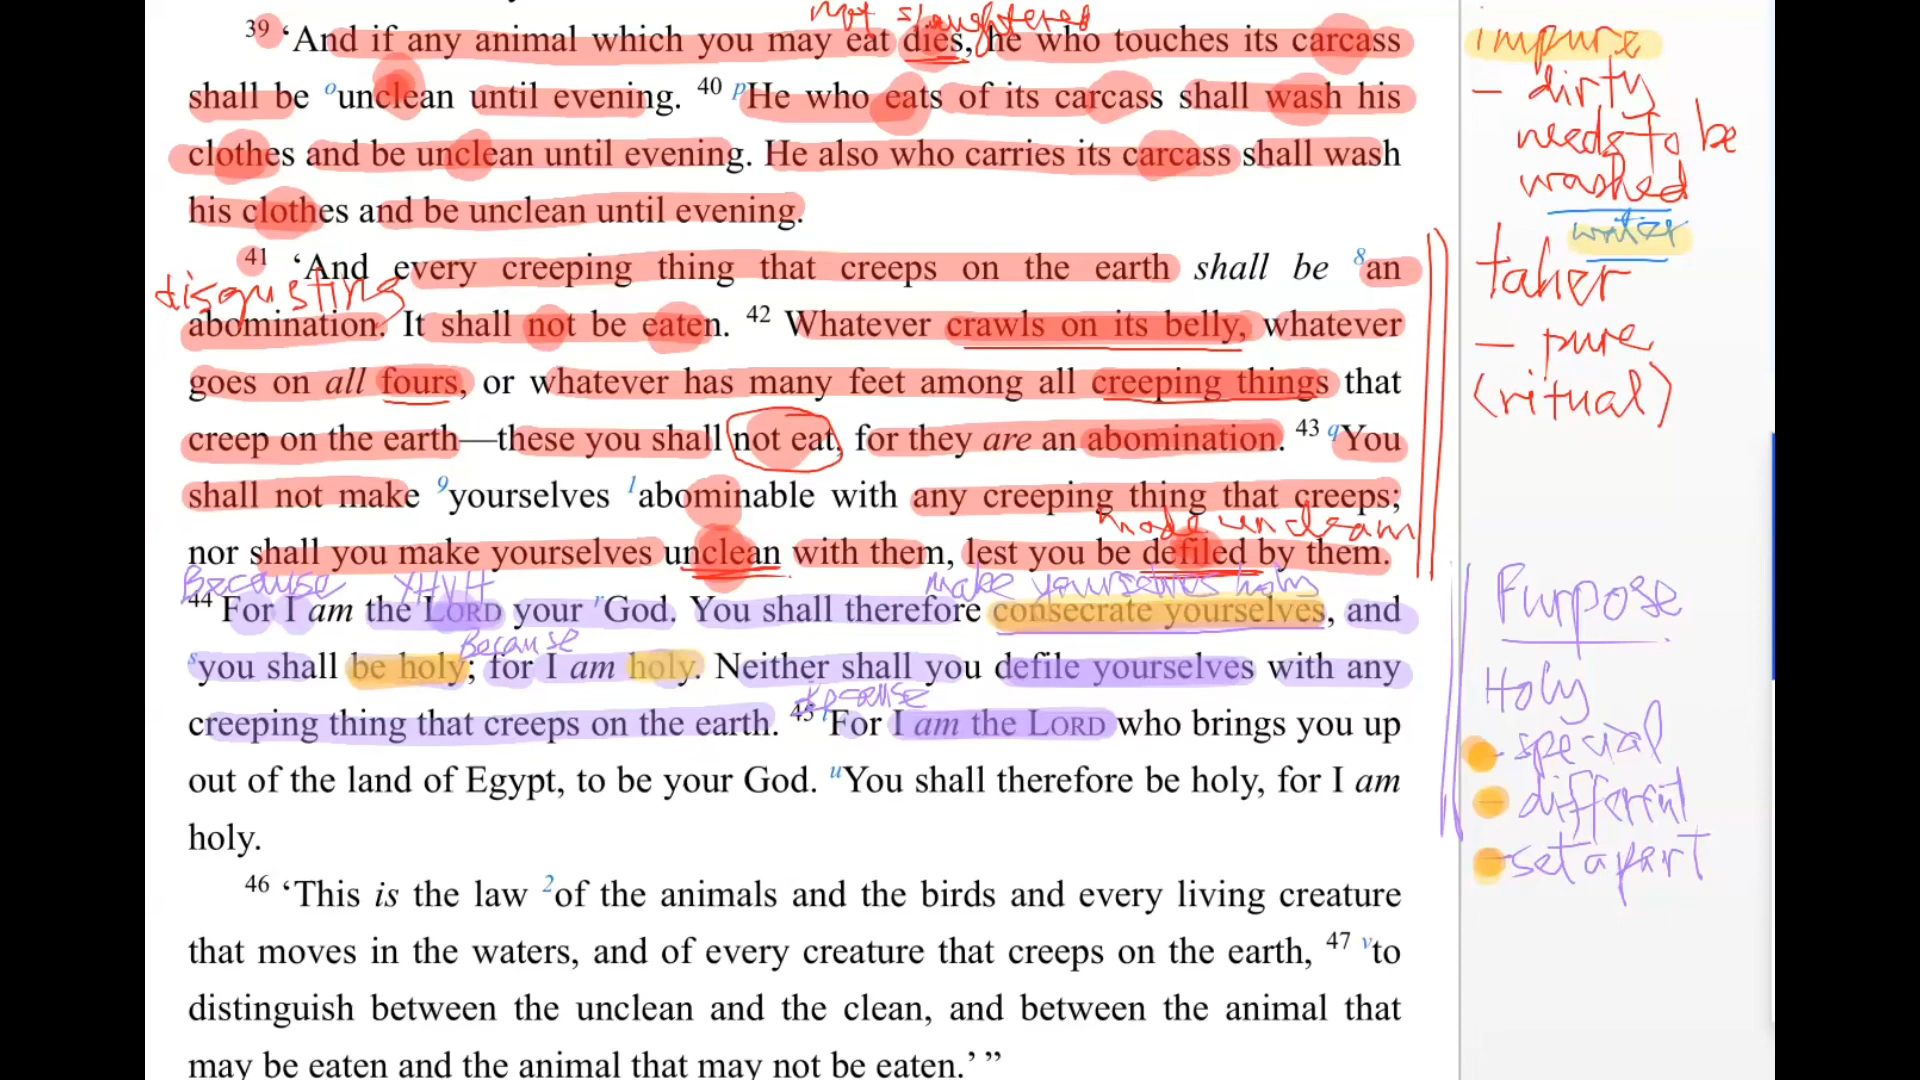 not slaughtered
39 ‘And if any animal which you may eat dies, he who touches its carcass
shall be ounclean until evening. 40 pHe who eats of its carcass shall wash his
clothes and be unclean until evening. He also who carries its carcass shall wash
his clothes and be unclean until evening.
41 ‘And every creeping thing that creeps on the earth shall be 8an
disgusting
abomination. It shall not be eaten. 42 Whatever crawls on its belly, whatever
goes on all fours, or whatever has many feet among all creeping things that
creep on the earth—these you shall not eat, for they are an abomination. 43 qYou
shall not make 9yourselves 1abominable with any creeping thing that creeps;
made unclean
nor shall you make yourselves unclean with them, lest you be defiled by them.
Because YHVH make yourselves holy
44 For I am the LORD your rGod. You shall therefore consecrate yourselves, and
Because
syou shall be holy; for I am holy. Neither shall you defile yourselves with any
because
creeping thing that creeps on the earth. 45 tFor I am the LORD who brings you up
out of the land of Egypt, to be your God. uYou shall therefore be holy, for I am
holy.
46 ‘This is the law 2of the animals and the birds and every living creature
that moves in the waters, and of every creature that creeps on the earth, 47 vto
distinguish between the unclean and the clean, and between the animal that
may be eaten and the animal that may not be eaten.’ ”
impure
- dirty
needs to be
washed
water
taher
- pure
(ritual)
Purpose
Holy
- special
- different
- set apart